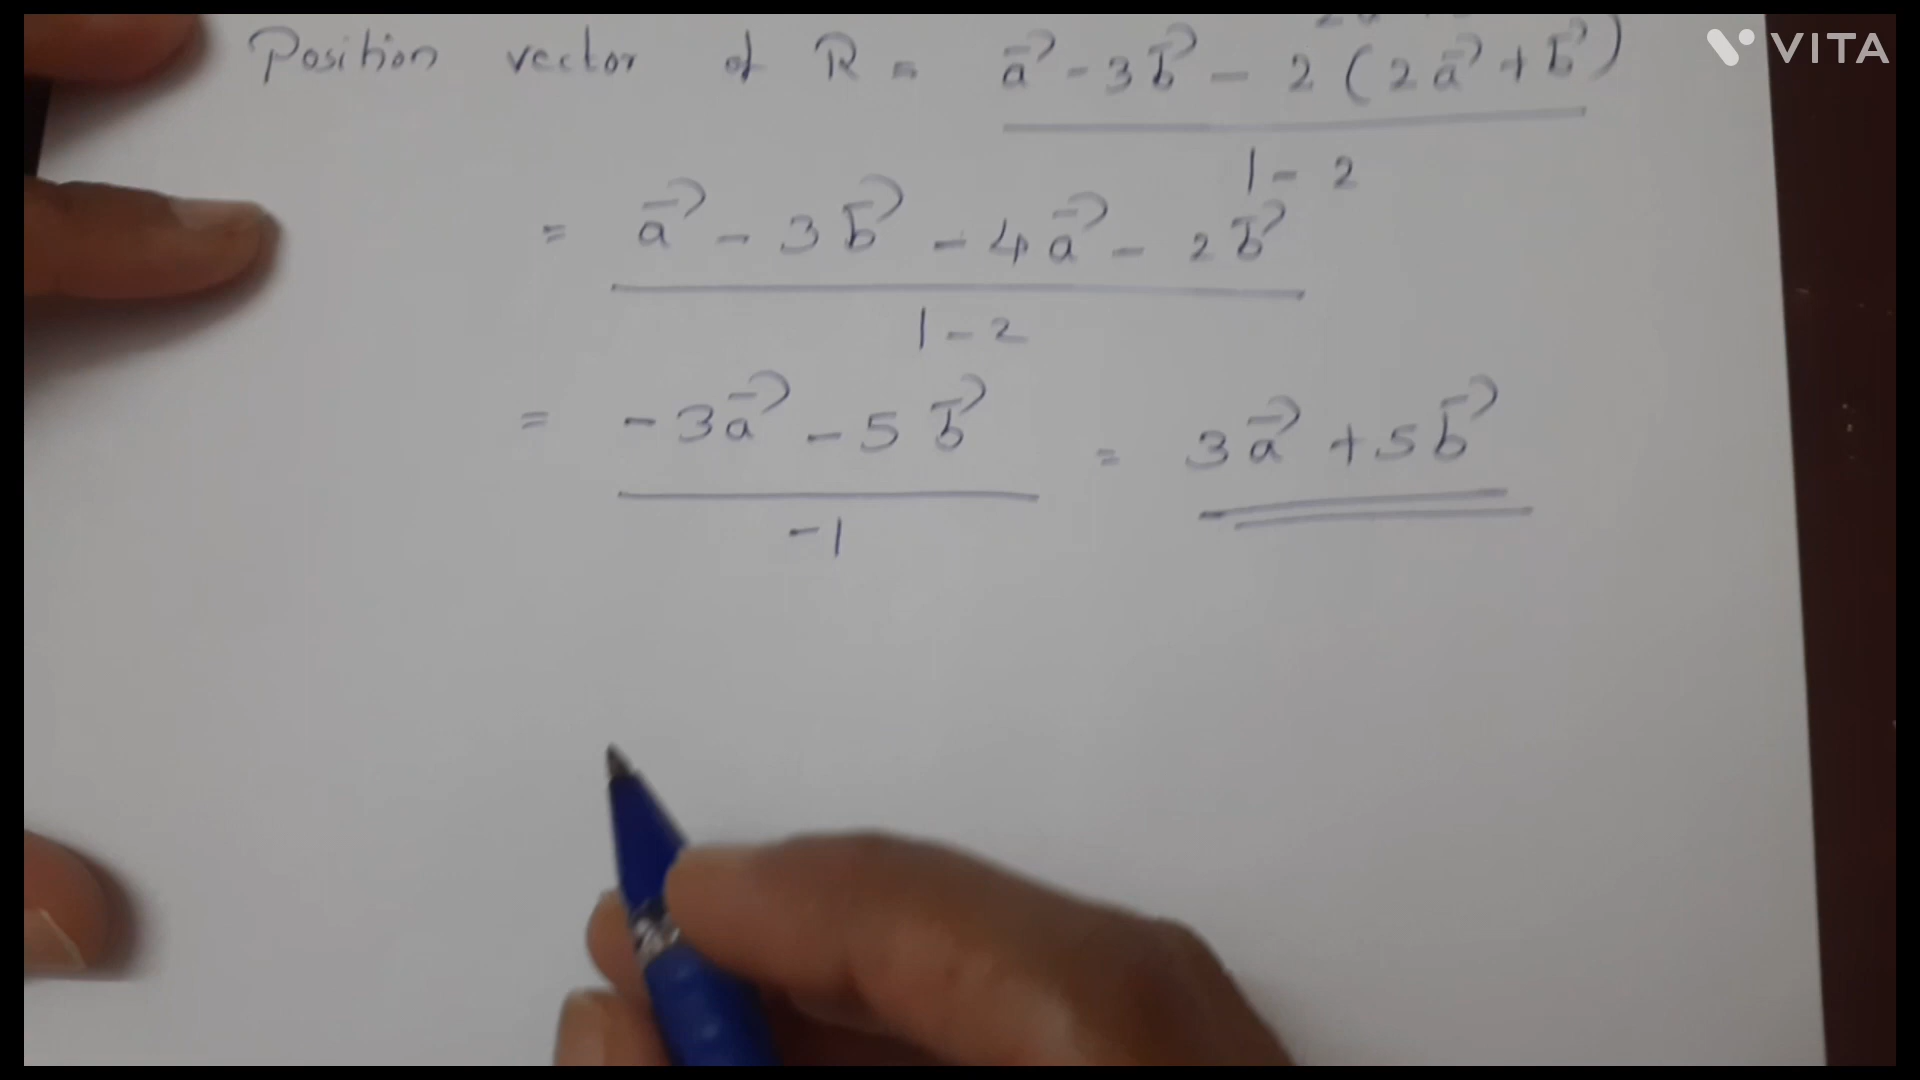 VITA
Position vector of R = a⃗ - 3b⃗ - 2(2a⃗ + b⃗)
1 - 2
= a⃗ - 3b⃗ - 4a⃗ - 2b⃗
1 - 2
= -3a⃗ - 5b⃗ = 3a⃗ + 5b⃗
-1